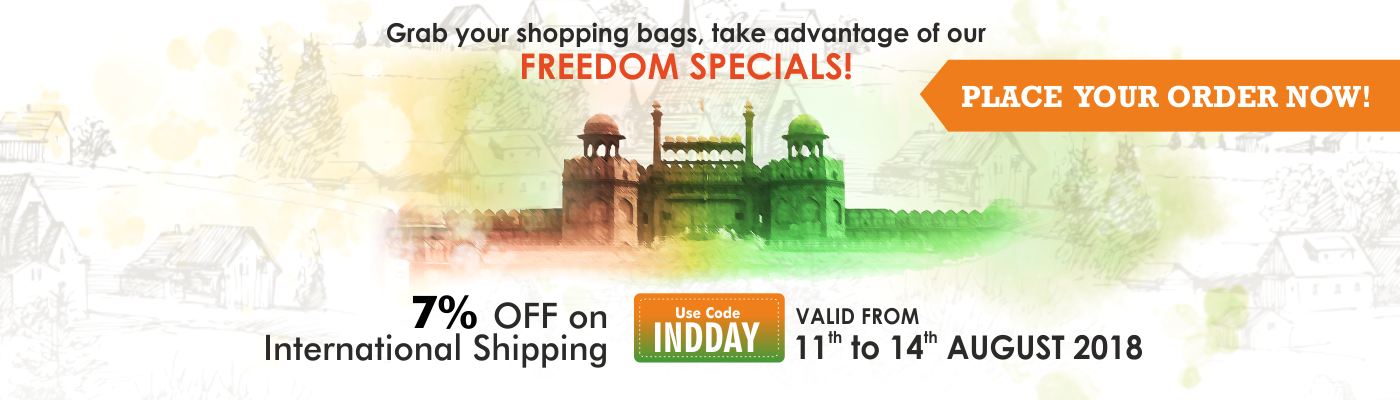 Grab your shopping bags, take advantage of our
FREEDOM SPECIALS!
PLACE YOUR ORDER NOW!
7% OFF on
International Shipping
Use Code
INDDAY
VALID FROM
11th to 14th AUGUST 2018